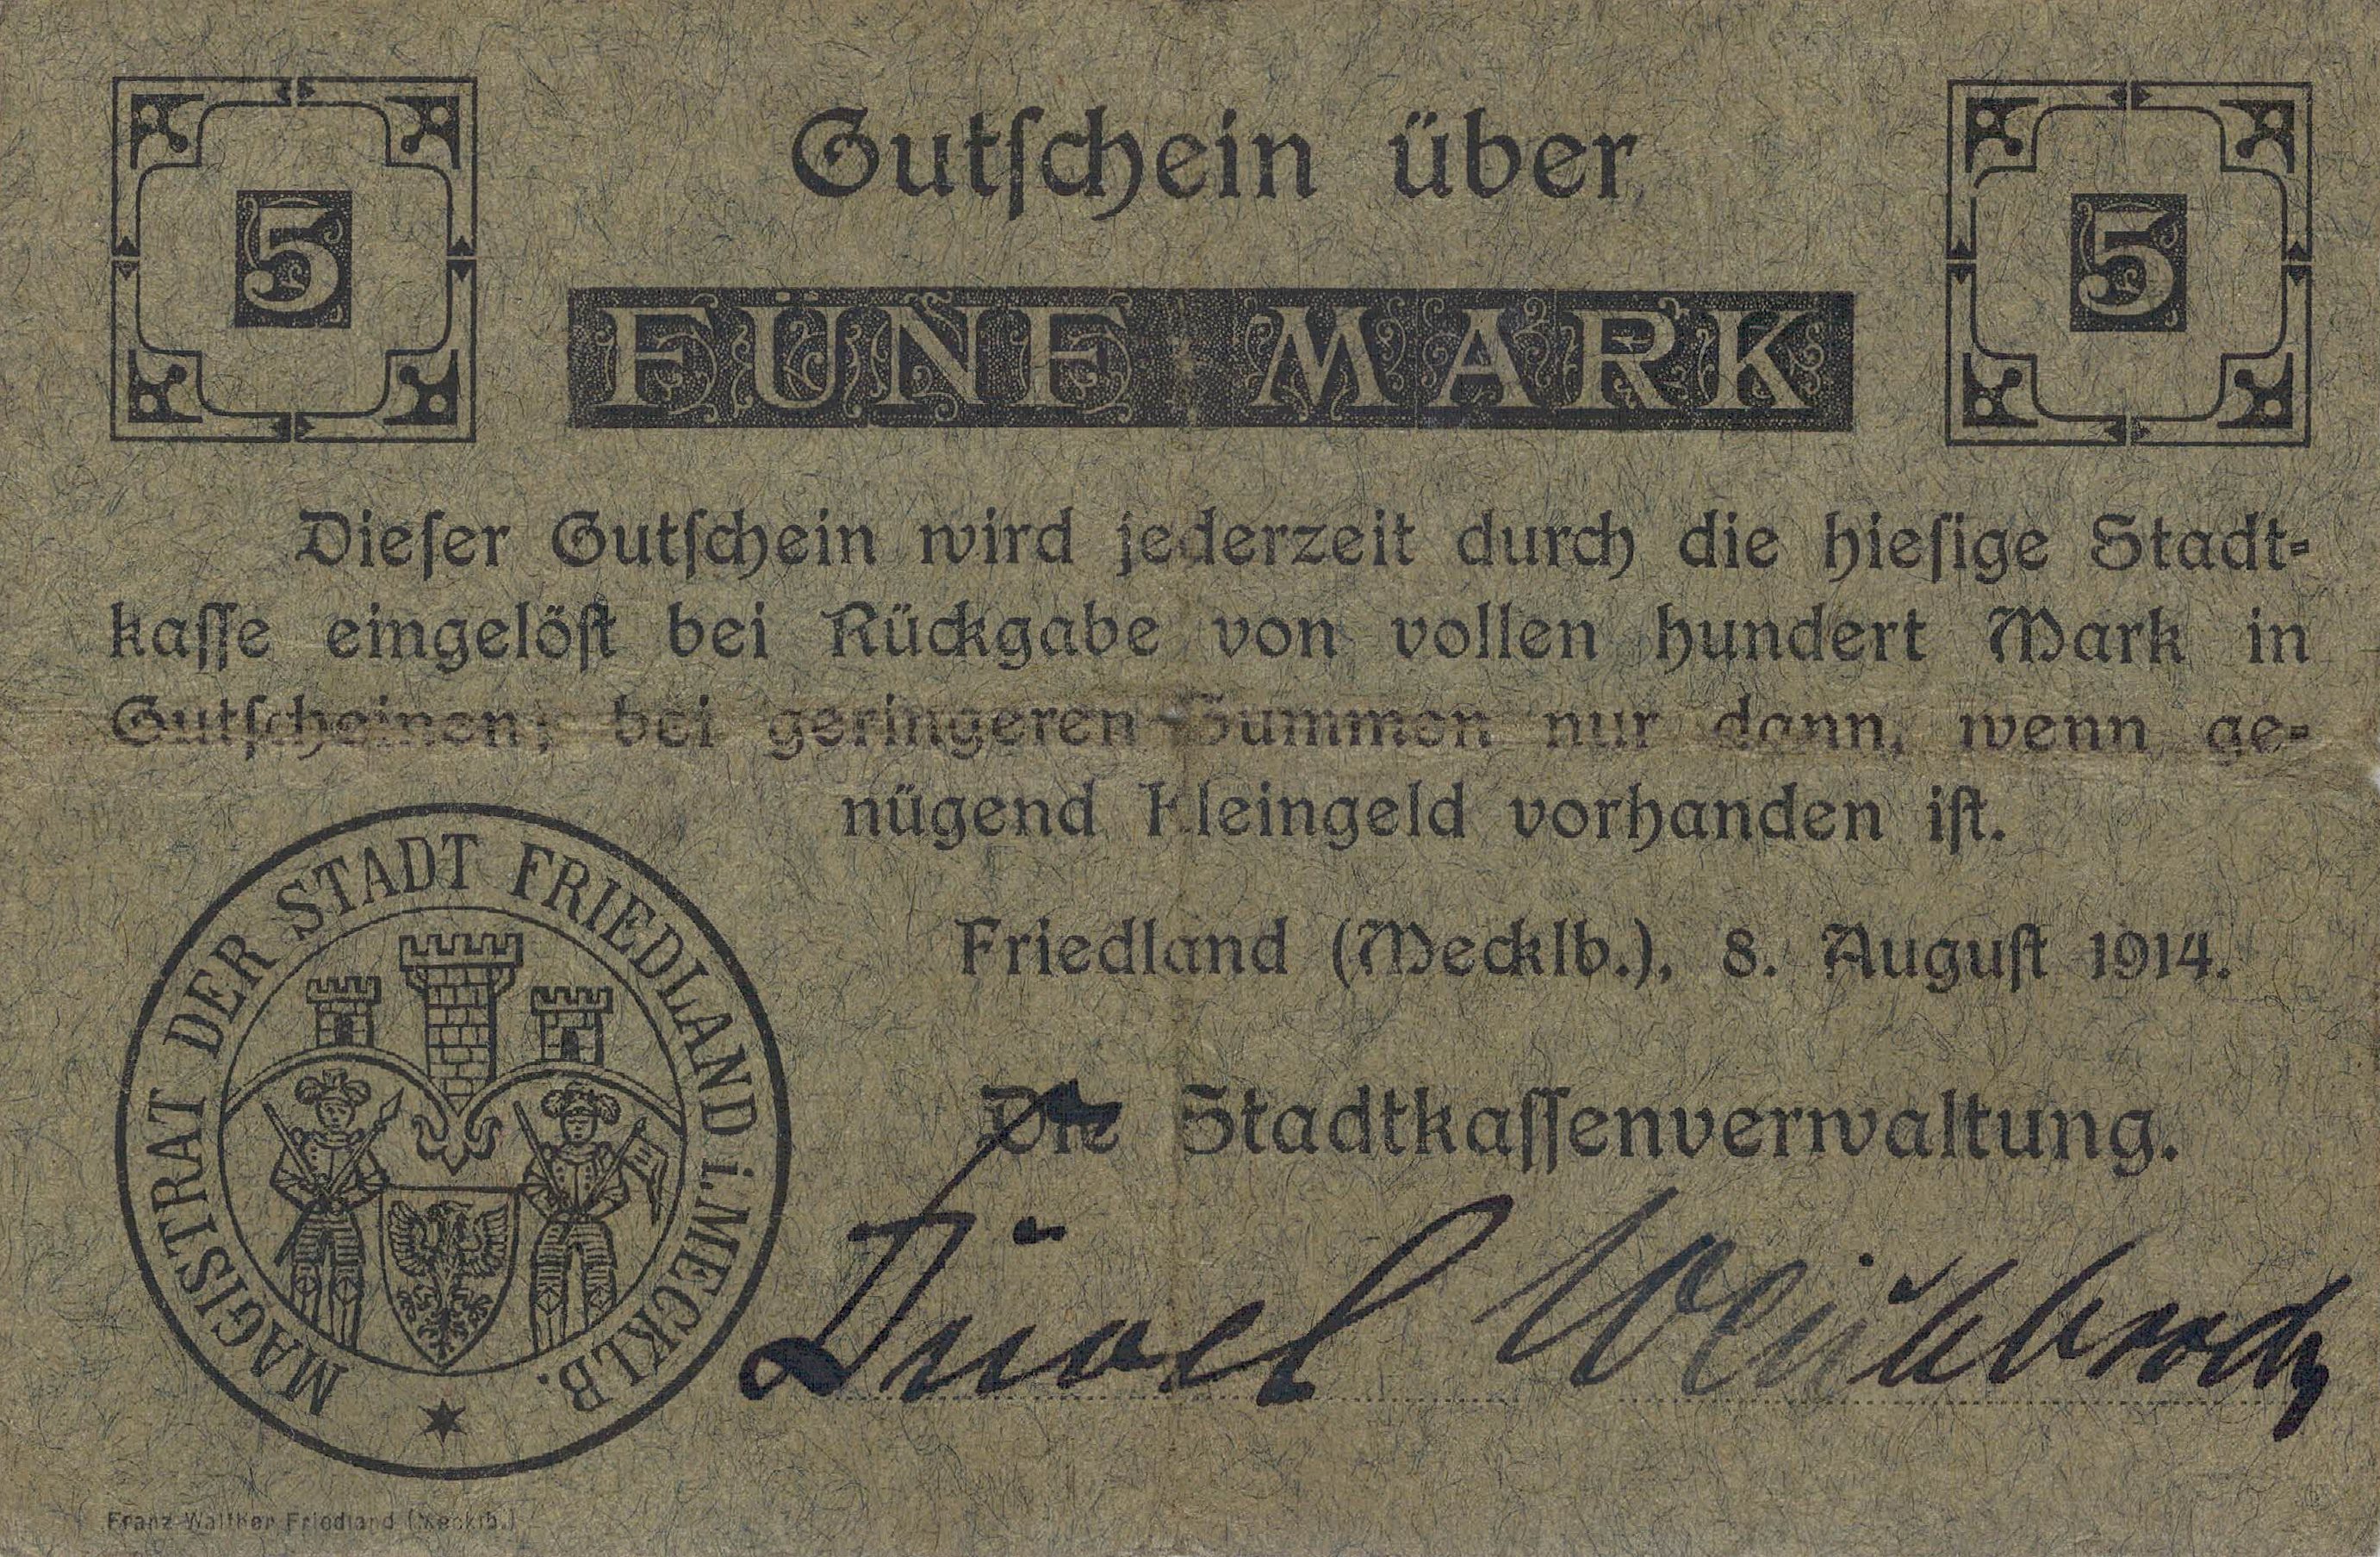 5
Gutschein über
5
FÜNF MARK
Dieser Gutschein wird jederzeit durch die hiesige Stadt-
kasse eingelöst bei Rückgabe von vollen hundert Mark in
Gutscheinen; bei geringeren Summen nur dann, wenn ge-
nügend Kleingeld vorhanden ist.
Friedland (Mecklb.), 8. August 1914.
Die Stadtkassenverwaltung.
MAGISTRAT DER STADT FRIEDLAND i. MECKLB.
Franz Walther Friedland (Mecklb.)